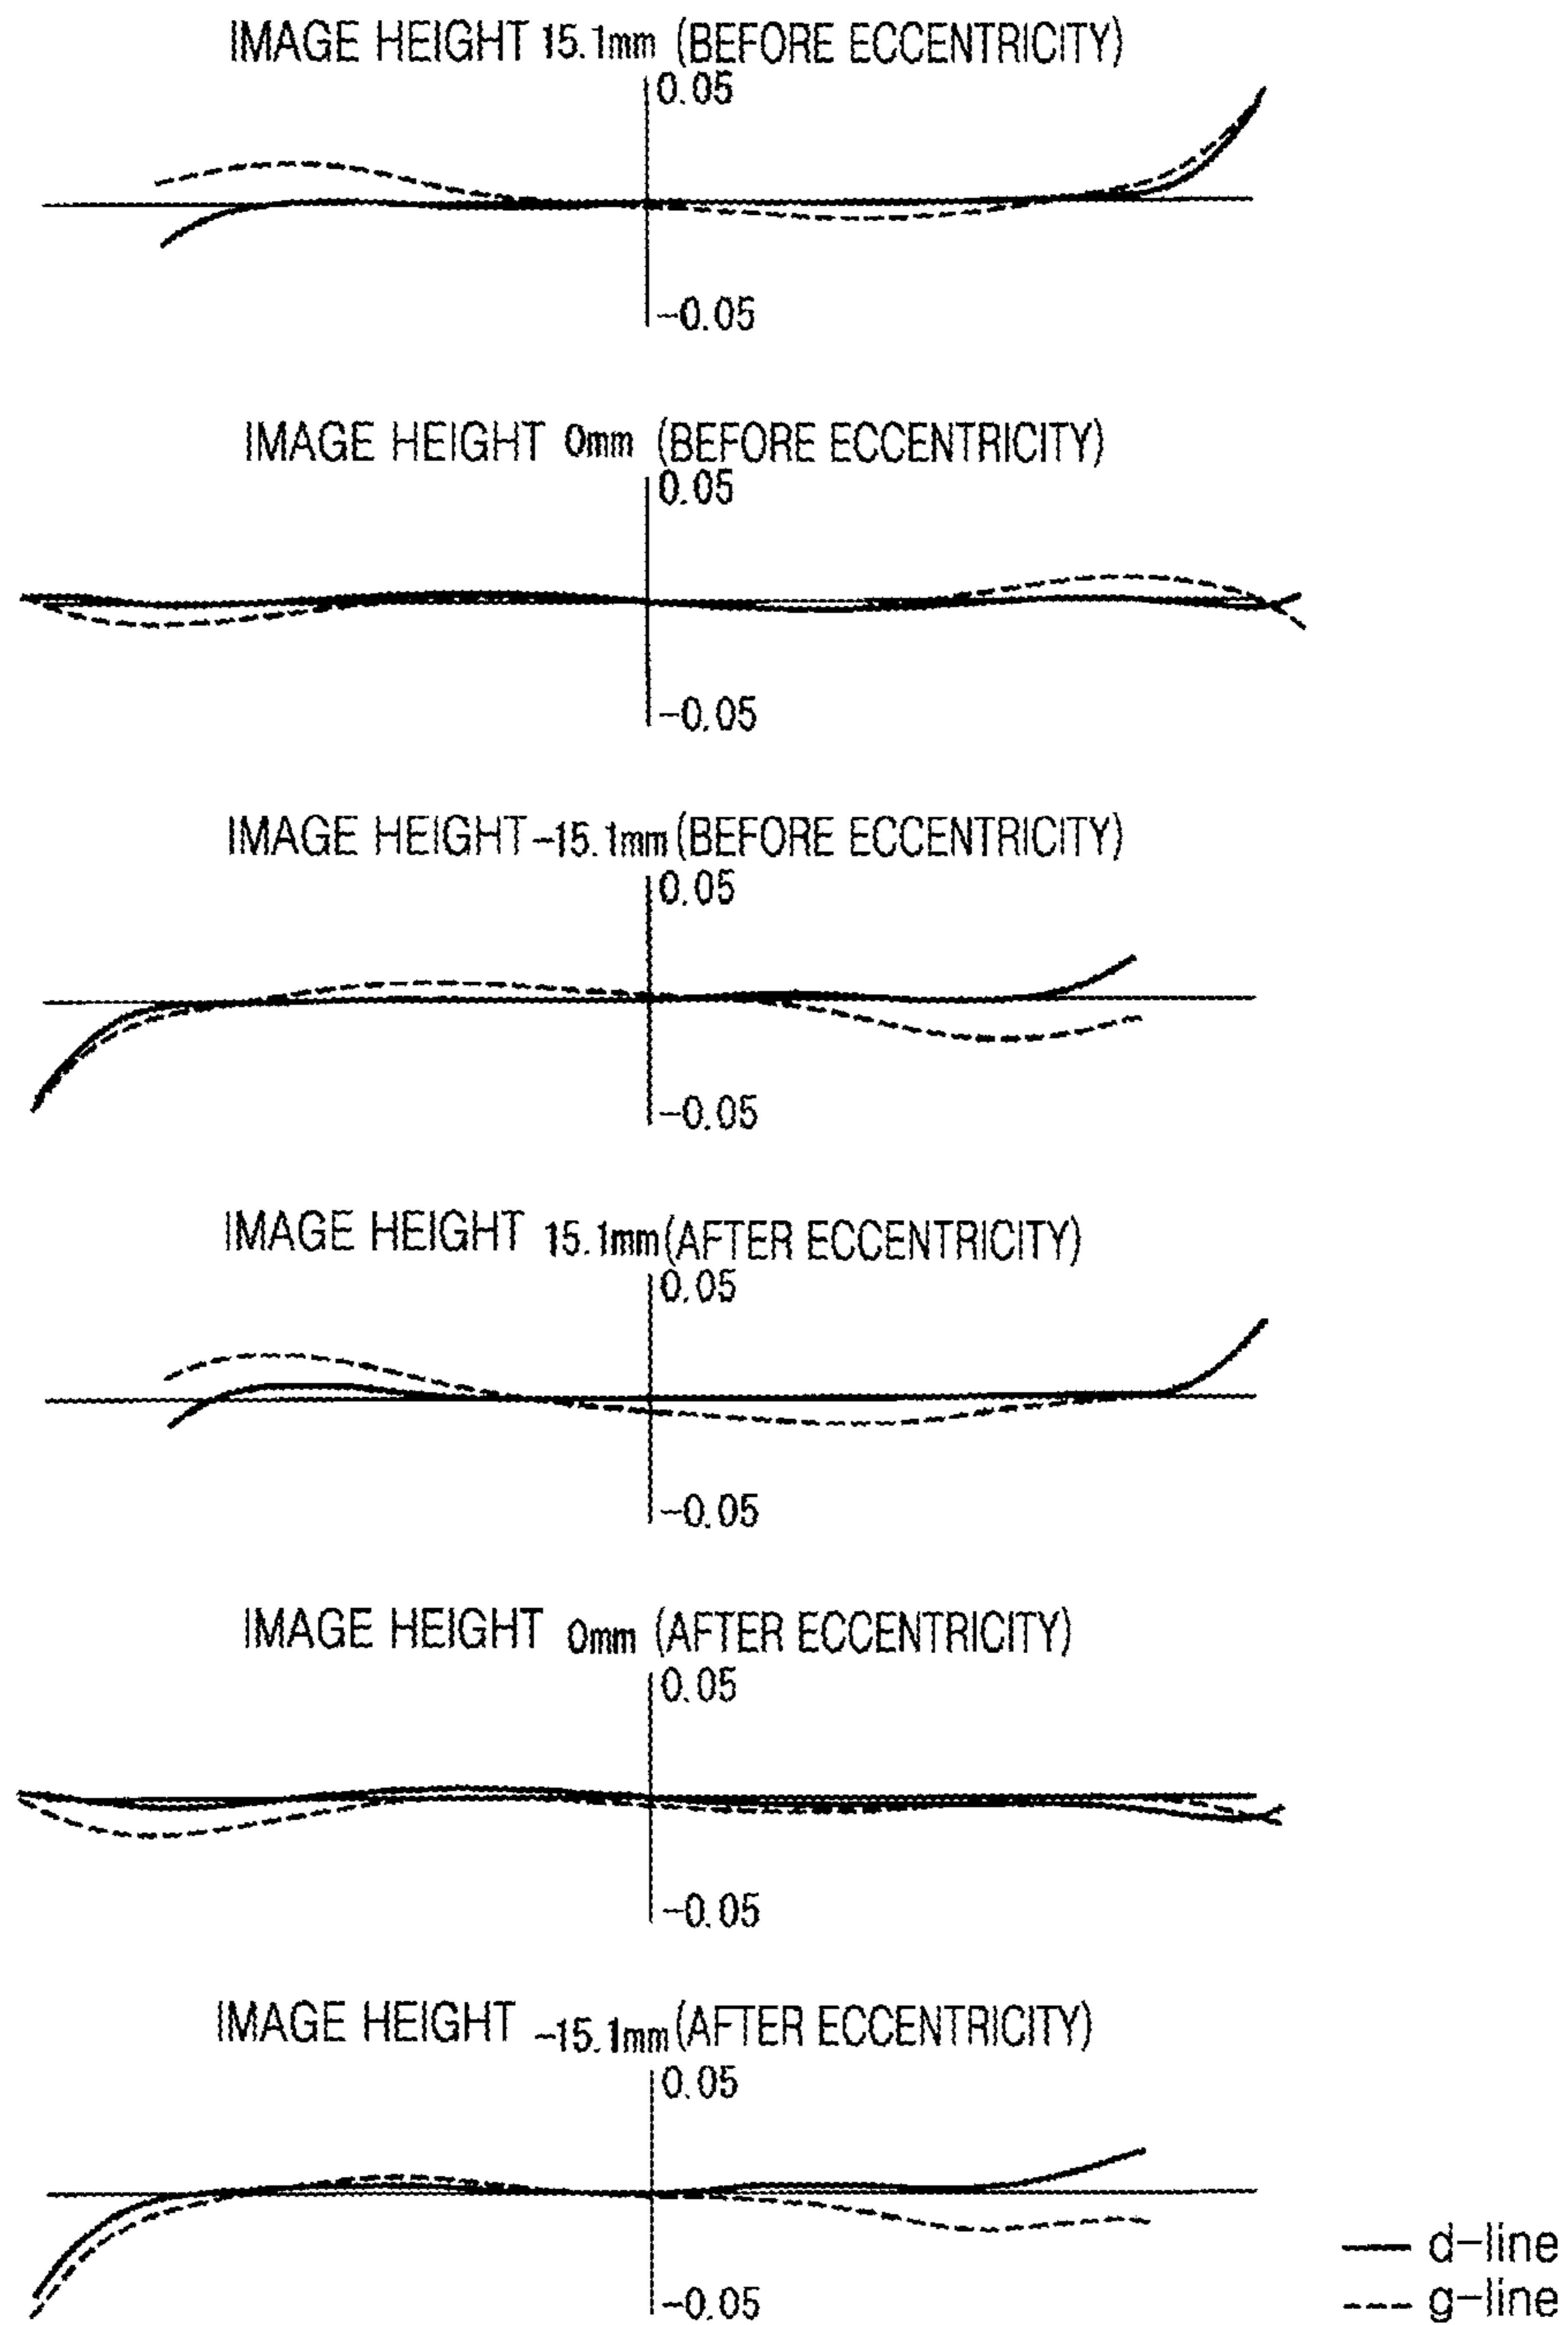 IMAGE HEIGHT 15.1mm (BEFORE ECCENTRICITY)
0.05
-0.05
IMAGE HEIGHT 0mm (BEFORE ECCENTRICITY)
0.05
-0.05
IMAGE HEIGHT -15.1mm (BEFORE ECCENTRICITY)
0.05
-0.05
IMAGE HEIGHT 15.1mm (AFTER ECCENTRICITY)
0.05
-0.05
IMAGE HEIGHT 0mm (AFTER ECCENTRICITY)
0.05
-0.05
IMAGE HEIGHT -15.1mm (AFTER ECCENTRICITY)
0.05
-0.05
d-line
g-line